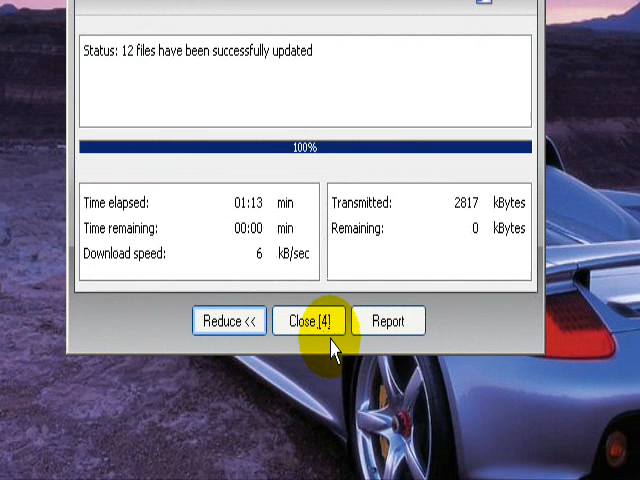 Status: 12 files have been successfully updated
100%
Time elapsed: 01:13 min
Time remaining: 00:00 min
Download speed: 6 kB/sec
Transmitted: 2817 kBytes
Remaining: 0 kBytes
Reduce << Close [4] Report